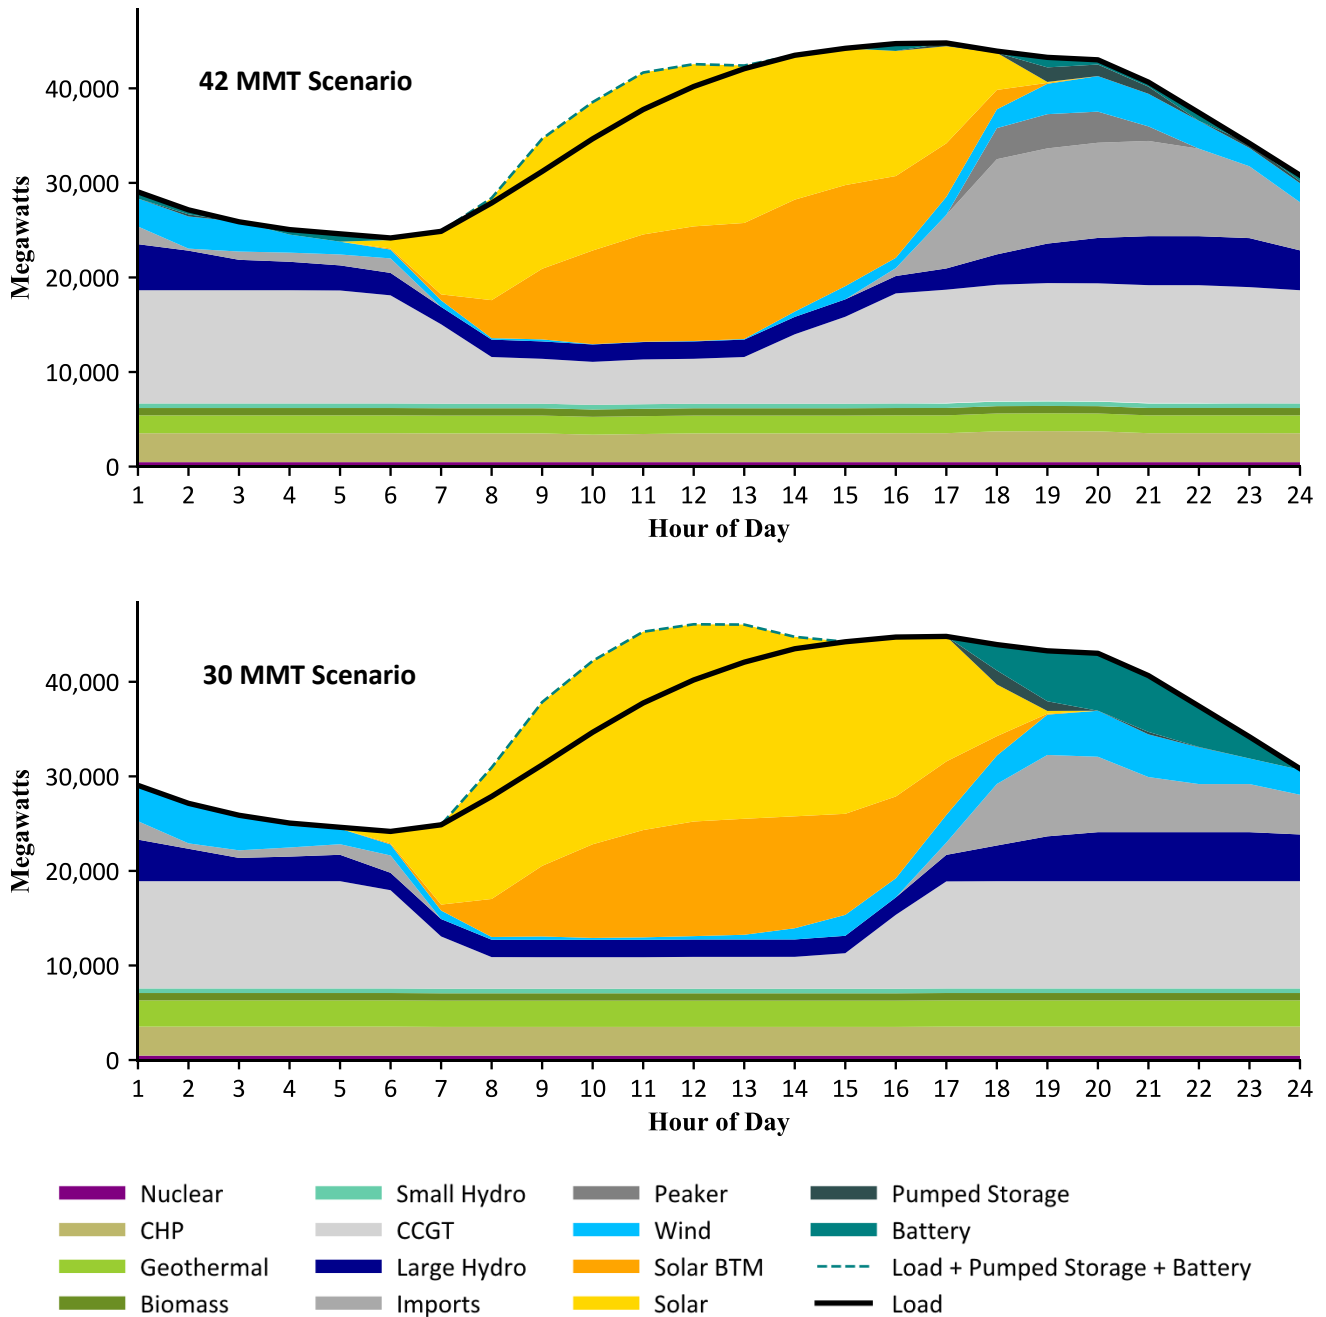 42 MMT Scenario
Megawatts
40,000
30,000
20,000
10,000
0
1 2 3 4 5 6 7 8 9 10 11 12 13 14 15 16 17 18 19 20 21 22 23 24
Hour of Day
30 MMT Scenario
Megawatts
40,000
30,000
20,000
10,000
0
1 2 3 4 5 6 7 8 9 10 11 12 13 14 15 16 17 18 19 20 21 22 23 24
Hour of Day
Nuclear Small Hydro Peaker Pumped Storage
CHP CCGT Wind Battery
Geothermal Large Hydro Solar BTM Load + Pumped Storage + Battery
Biomass Imports Solar Load